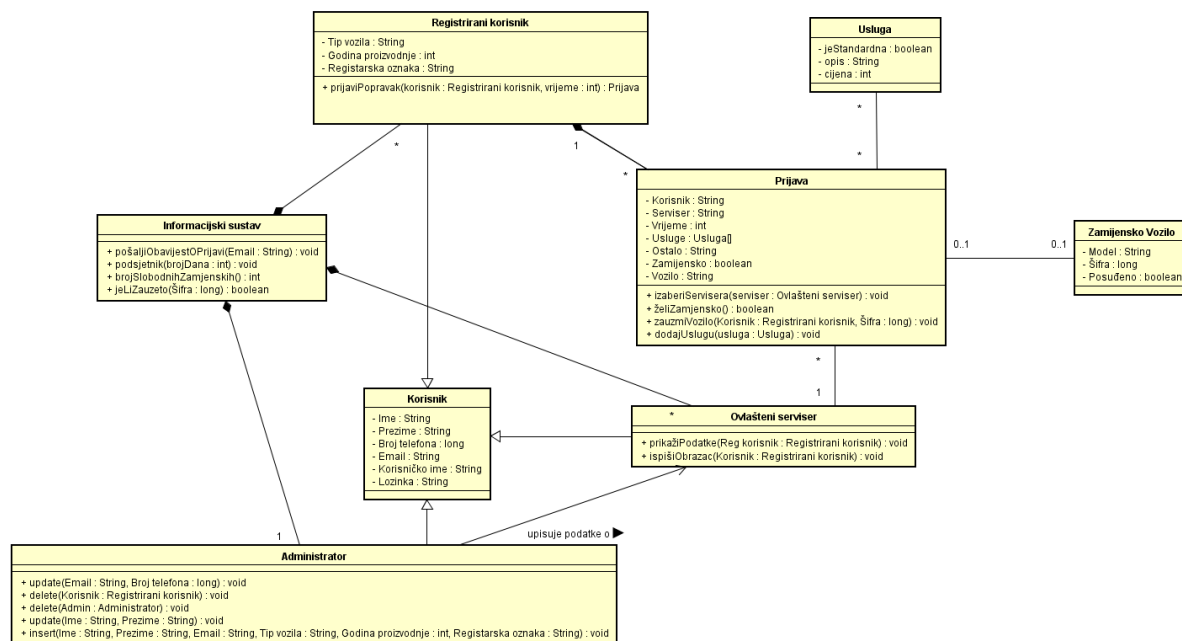 Registrirani korisnik
- Tip vozila : String
- Godina proizvodnje : int
- Registarska oznaka : String
+ prijaviPopravak(korisnik : Registrirani korisnik, vrijeme : int) : Prijava
Usluga
- jeStandardna : boolean
- opis : String
- cijena : int
*
*
*
1
*
Prijava
- Korisnik : String
- Serviser : String
- Vrijeme : int
- Usluge : Usluga[]
- Ostalo : String
- Zamijensko : boolean
- Vozilo : String
+ izaberiServisera(serviser : Ovlašteni serviser) : void
+ želiZamjensko() : boolean
+ zauzmiVozilo(Korisnik : Registrirani korisnik, Šifra : long) : void
+ dodajUslugu(usluga : Usluga) : void
0..1
0..1
Zamijensko Vozilo
- Model : String
- Šifra : long
- Posuđeno : boolean
Informacijski sustav
+ pošaljiObavijestOPrijavi(Email : String) : void
+ podsjetnik(brojDana : int) : void
+ brojSlobodnihZamjenskih() : int
+ jeLiZauzeto(Šifra : long) : boolean
*
1
Korisnik
- Ime : String
- Prezime : String
- Broj telefona : long
- Email : String
- Korisničko ime : String
- Lozinka : String
*
Ovlašteni serviser
+ prikažiPodatke(Reg korisnik : Registrirani korisnik) : void
+ ispišiObrazac(Korisnik : Registrirani korisnik) : void
upisuje podatke o ▶
1
Administrator
+ update(Email : String, Broj telefona : long) : void
+ delete(Korisnik : Registrirani korisnik) : void
+ delete(Admin : Administrator) : void
+ update(Ime : String, Prezime : String) : void
+ insert(Ime : String, Prezime : String, Email : String, Tip vozila : String, Godina proizvodnje : int, Registarska oznaka : String) : void